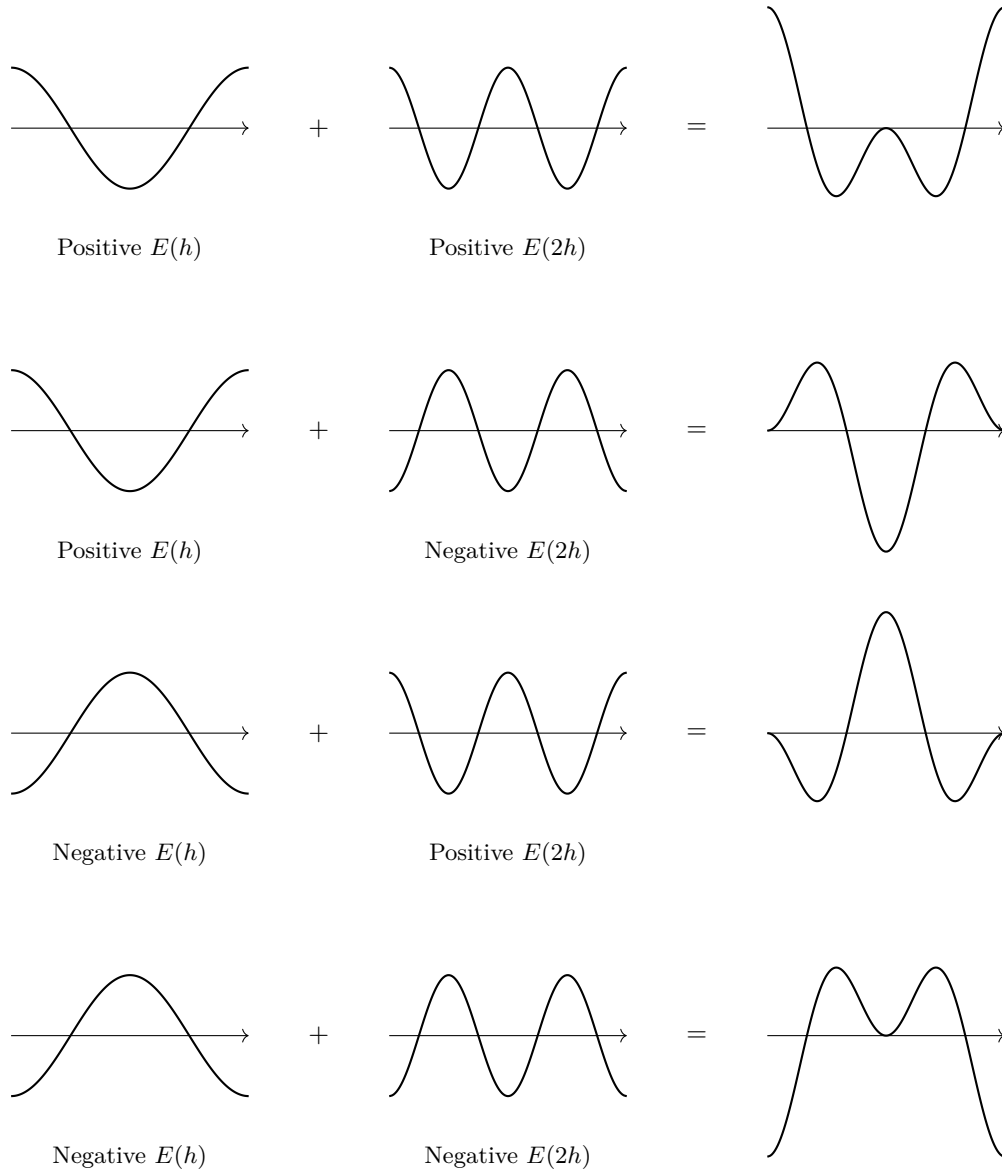 + =
Positive E(h) Positive E(2h)
+ =
Positive E(h) Negative E(2h)
+ =
Negative E(h) Positive E(2h)
+ =
Negative E(h) Negative E(2h)